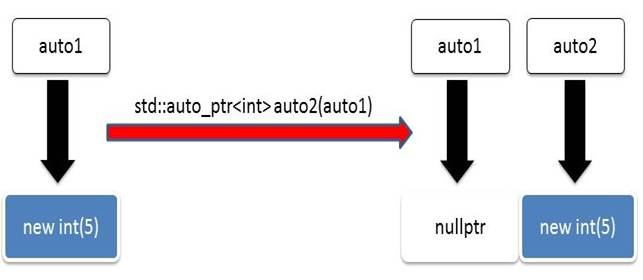 auto1
auto1
auto2
std::auto_ptr<int> auto2(auto1)
new int(5)
nullptr
new int(5)